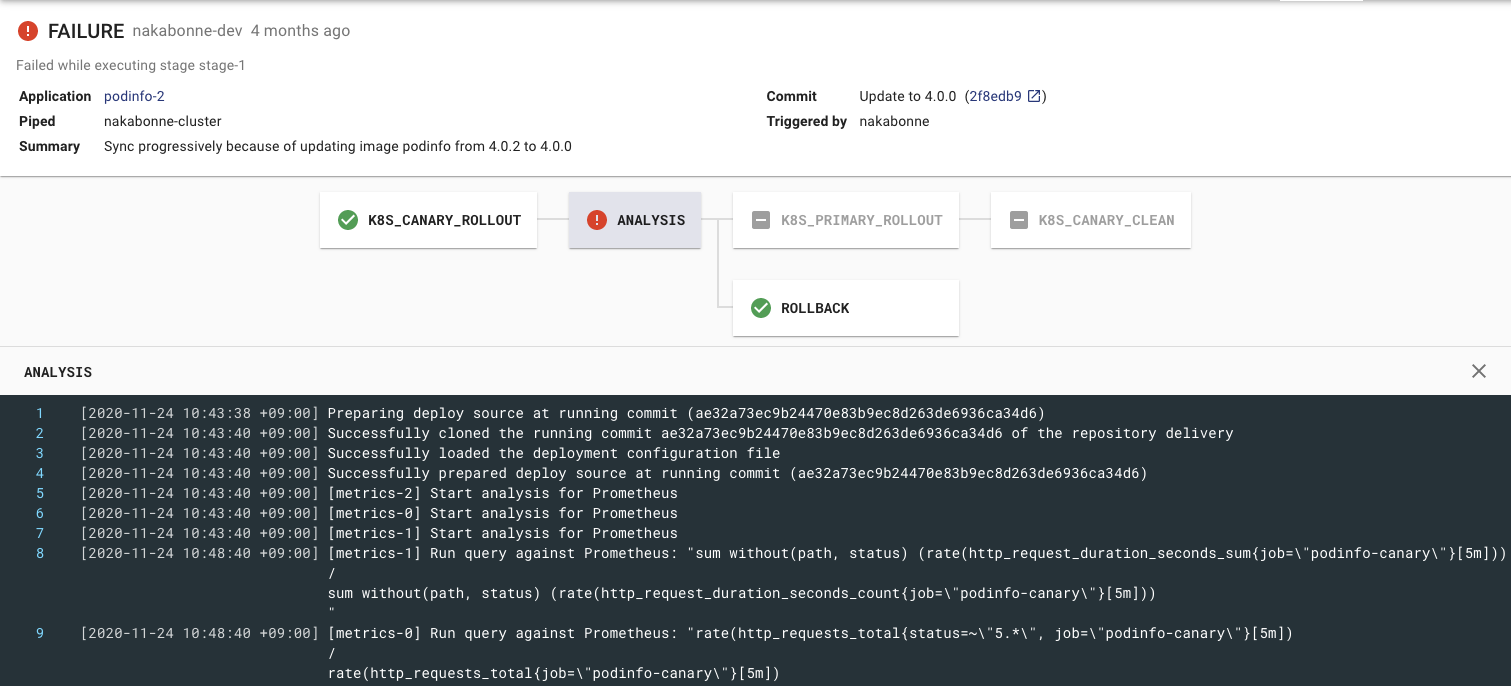 FAILURE nakabonne-dev 4 months ago
Failed while executing stage stage-1
Application podinfo-2
Commit Update to 4.0.0 (2f8edb9)
Piped nakabonne-cluster
Triggered by nakabonne
Summary Sync progressively because of updating image podinfo from 4.0.2 to 4.0.0
K8S_CANARY_ROLLOUT
ANALYSIS
K8S_PRIMARY_ROLLOUT
K8S_CANARY_CLEAN
ROLLBACK
ANALYSIS
1 [2020-11-24 10:43:38 +09:00] Preparing deploy source at running commit (ae32a73ec9b24470e83b9ec8d263de6936ca34d6)
2 [2020-11-24 10:43:40 +09:00] Successfully cloned the running commit ae32a73ec9b24470e83b9ec8d263de6936ca34d6 of the repository delivery
3 [2020-11-24 10:43:40 +09:00] Successfully loaded the deployment configuration file
4 [2020-11-24 10:43:40 +09:00] Successfully prepared deploy source at running commit (ae32a73ec9b24470e83b9ec8d263de6936ca34d6)
5 [2020-11-24 10:43:40 +09:00] [metrics-2] Start analysis for Prometheus
6 [2020-11-24 10:43:40 +09:00] [metrics-0] Start analysis for Prometheus
7 [2020-11-24 10:43:40 +09:00] [metrics-1] Start analysis for Prometheus
8 [2020-11-24 10:48:40 +09:00] [metrics-1] Run query against Prometheus: "sum without(path, status) (rate(http_request_duration_seconds_sum{job=\"podinfo-canary\"}[5m]))
/
sum without(path, status) (rate(http_request_duration_seconds_count{job=\"podinfo-canary\"}[5m]))
"
9 [2020-11-24 10:48:40 +09:00] [metrics-0] Run query against Prometheus: "rate(http_requests_total{status=~\"5.*\", job=\"podinfo-canary\"}[5m])
/
rate(http_requests_total{job=\"podinfo-canary\"}[5m])